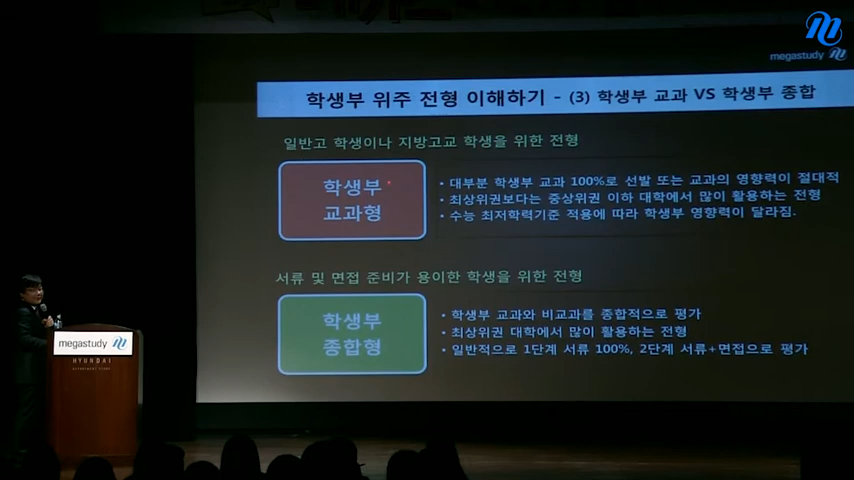 megastudy
학생부 위주 전형 이해하기 - (3) 학생부 교과 VS 학생부 종합
일반고 학생이나 지방고교 학생을 위한 전형
학생부
교과형
• 대부분 학생부 교과 100%로 선발 또는 교과의 영향력이 절대적
• 최상위권보다는 중상위권 이하 대학에서 많이 활용하는 전형
• 수능 최저학력기준 적용에 따라 학생부 영향력이 달라짐.
서류 및 면접 준비가 용이한 학생을 위한 전형
학생부
종합형
• 학생부 교과와 비교과를 종합적으로 평가
• 최상위권 대학에서 많이 활용하는 전형
• 일반적으로 1단계 서류 100%, 2단계 서류+면접으로 평가
megastudy
HYUNDAI
DEPARTMENT STORE